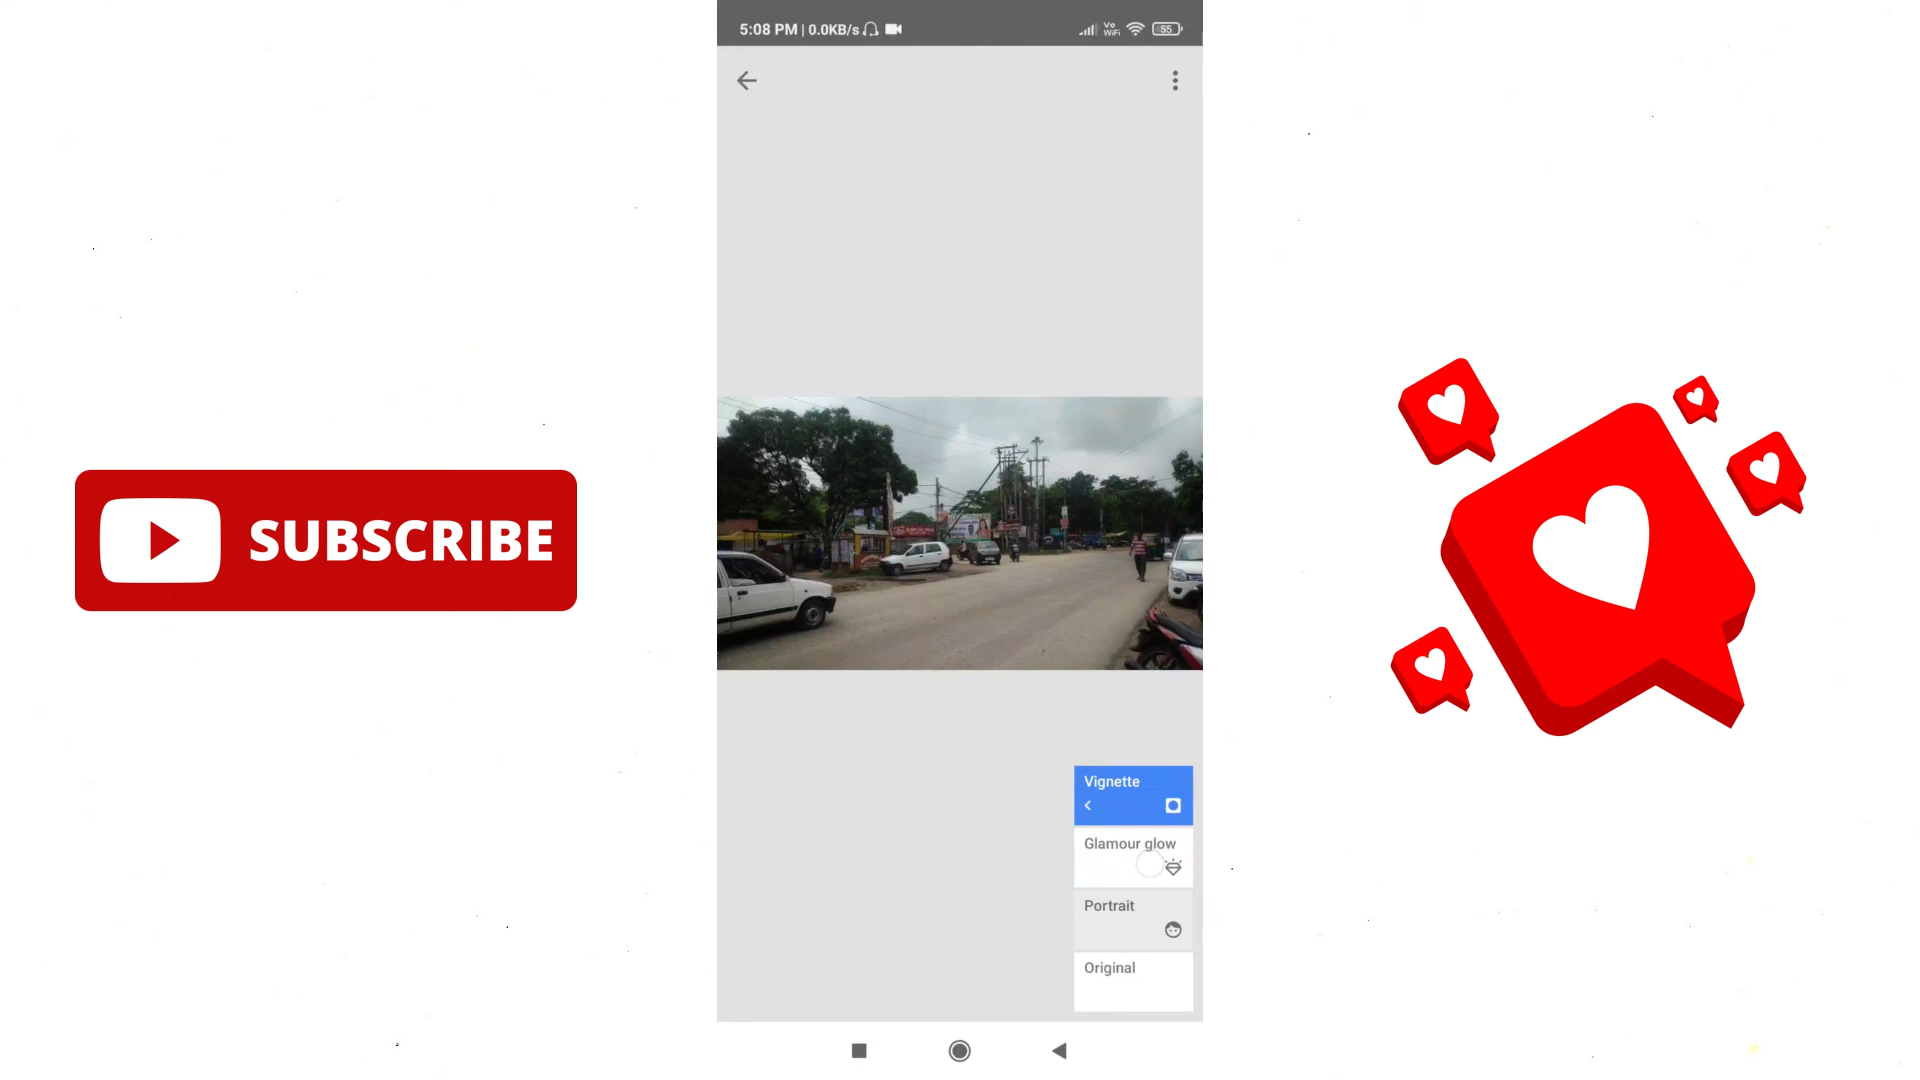 5:08 PM | 0.0KB/s
Vo
WiFi
55
SUBSCRIBE
Vignette
Glamour glow
Portrait
Original